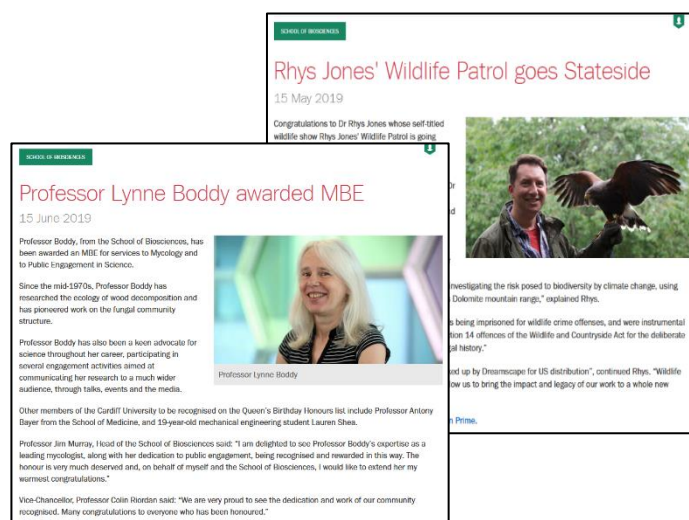 SCHOOL OF BIOSCIENCES
Rhys Jones' Wildlife Patrol goes Stateside
15 May 2019
Congratulations to Dr Rhys Jones whose self-titled
wildlife show Rhys Jones' Wildlife Patrol is going
Dr
investigating the risk posed to biodiversity by climate change, using
Dolomite mountain range," explained Rhys.
s being imprisoned for wildlife crime offenses, and were instrumental
tion 14 offences of the Wildlife and Countryside Act for the deliberate
gal history."
ked up by Dreamscape for US distribution", continued Rhys. "Wildlife
low us to bring the impact and legacy of our work to a whole new
n Prime.
SCHOOL OF BIOSCIENCES
Professor Lynne Boddy awarded MBE
15 June 2019
Professor Boddy, from the School of Biosciences, has
been awarded an MBE for services to Mycology and
to Public Engagement in Science.
Since the mid-1970s, Professor Boddy has
researched the ecology of wood decomposition and
has pioneered work on the fungal community
structure.
Professor Boddy has also been a keen advocate for
science throughout her career, participating in
several engagement activities aimed at
communicating her research to a much wider
audience, through talks, events and the media.
Professor Lynne Boddy
Other members of the Cardiff University to be recognised on the Queen's Birthday Honours list include Professor Antony
Bayer from the School of Medicine, and 19-year-old mechanical engineering student Lauren Shea.
Professor Jim Murray, Head of the School of Biosciences said: "I am delighted to see Professor Boddy's expertise as a
leading mycologist, along with her dedication to public engagement, being recognised and rewarded in this way. The
honour is very much deserved and, on behalf of myself and the School of Biosciences, I would like to extend her my
warmest congratulations."
Vice-Chancellor, Professor Colin Riordan said: "We are very proud to see the dedication and work of our community
recognised. Many congratulations to everyone who has been honoured."